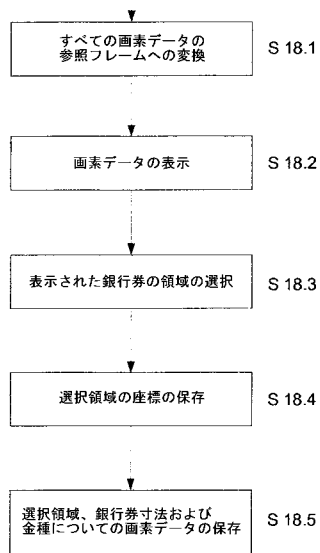 すべての画素データの
参照フレームへの変換
S 18.1
画素データの表示
S 18.2
表示された銀行券の領域の選択
S 18.3
選択領域の座標の保存
S 18.4
選択領域、銀行券寸法および
金種についての画素データの保存
S 18.5